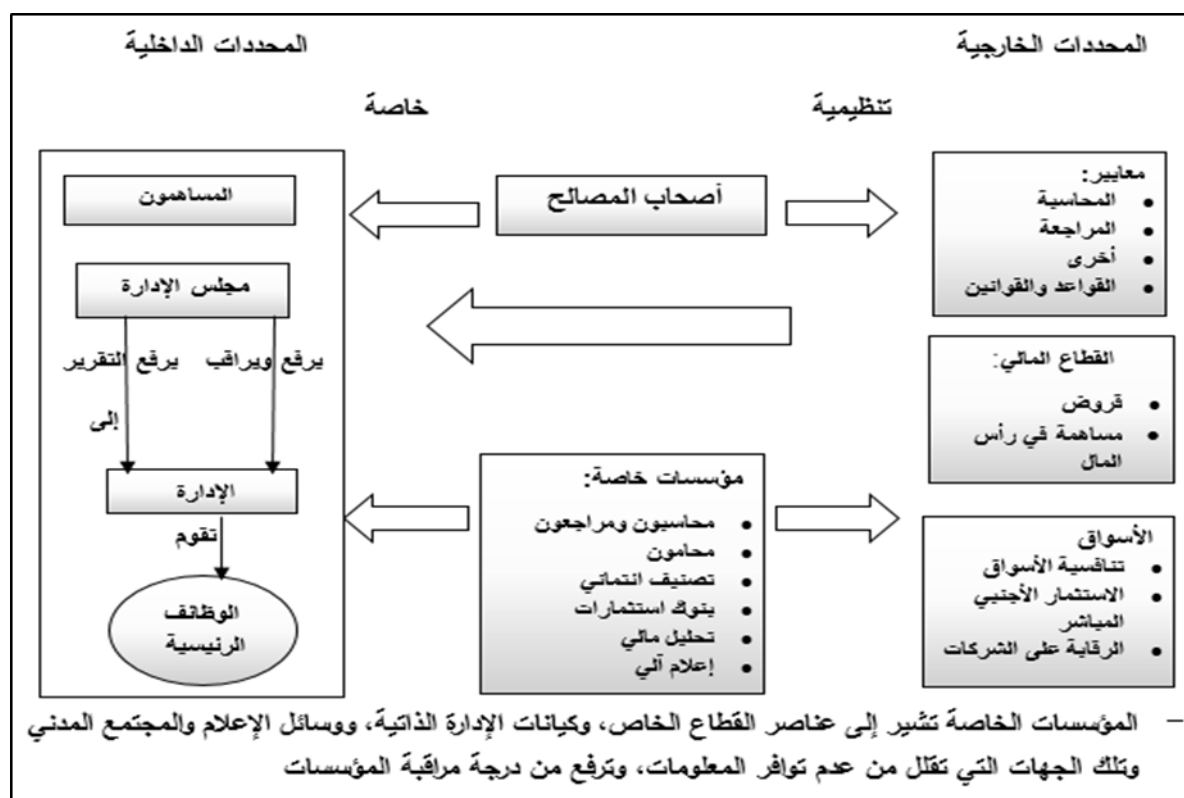 المحددات الخارجية
المحددات الداخلية
تنظيمية
خاصة
معايير:
• المحاسبة
• المراجعة
• أخرى
• القواعد والقوانين
القطاع المالي:
• قروض
• مساهمة في رأس
المال
الأسواق
• تنافسية الأسواق
• الاستثمار الأجنبي
المباشر
• الرقابة على الشركات
أصحاب المصالح
مؤسسات خاصة:
• محاسبون ومراجعون
• محامون
• تصنيف ائتماني
• بنوك استثمارات
• تحليل مالي
• إعلام آلي
المساهمون
مجلس الإدارة
يرفع ويراقب
يرفع التقرير
إلى
الإدارة
تقوم
الوظائف
الرئيسية
– المؤسسات الخاصة تشير إلى عناصر القطاع الخاص، وكيانات الإدارة الذاتية، ووسائل الإعلام والمجتمع المدني
وتلك الجهات التي تقلل من عدم توافر المعلومات، وترفع من درجة مراقبة المؤسسات